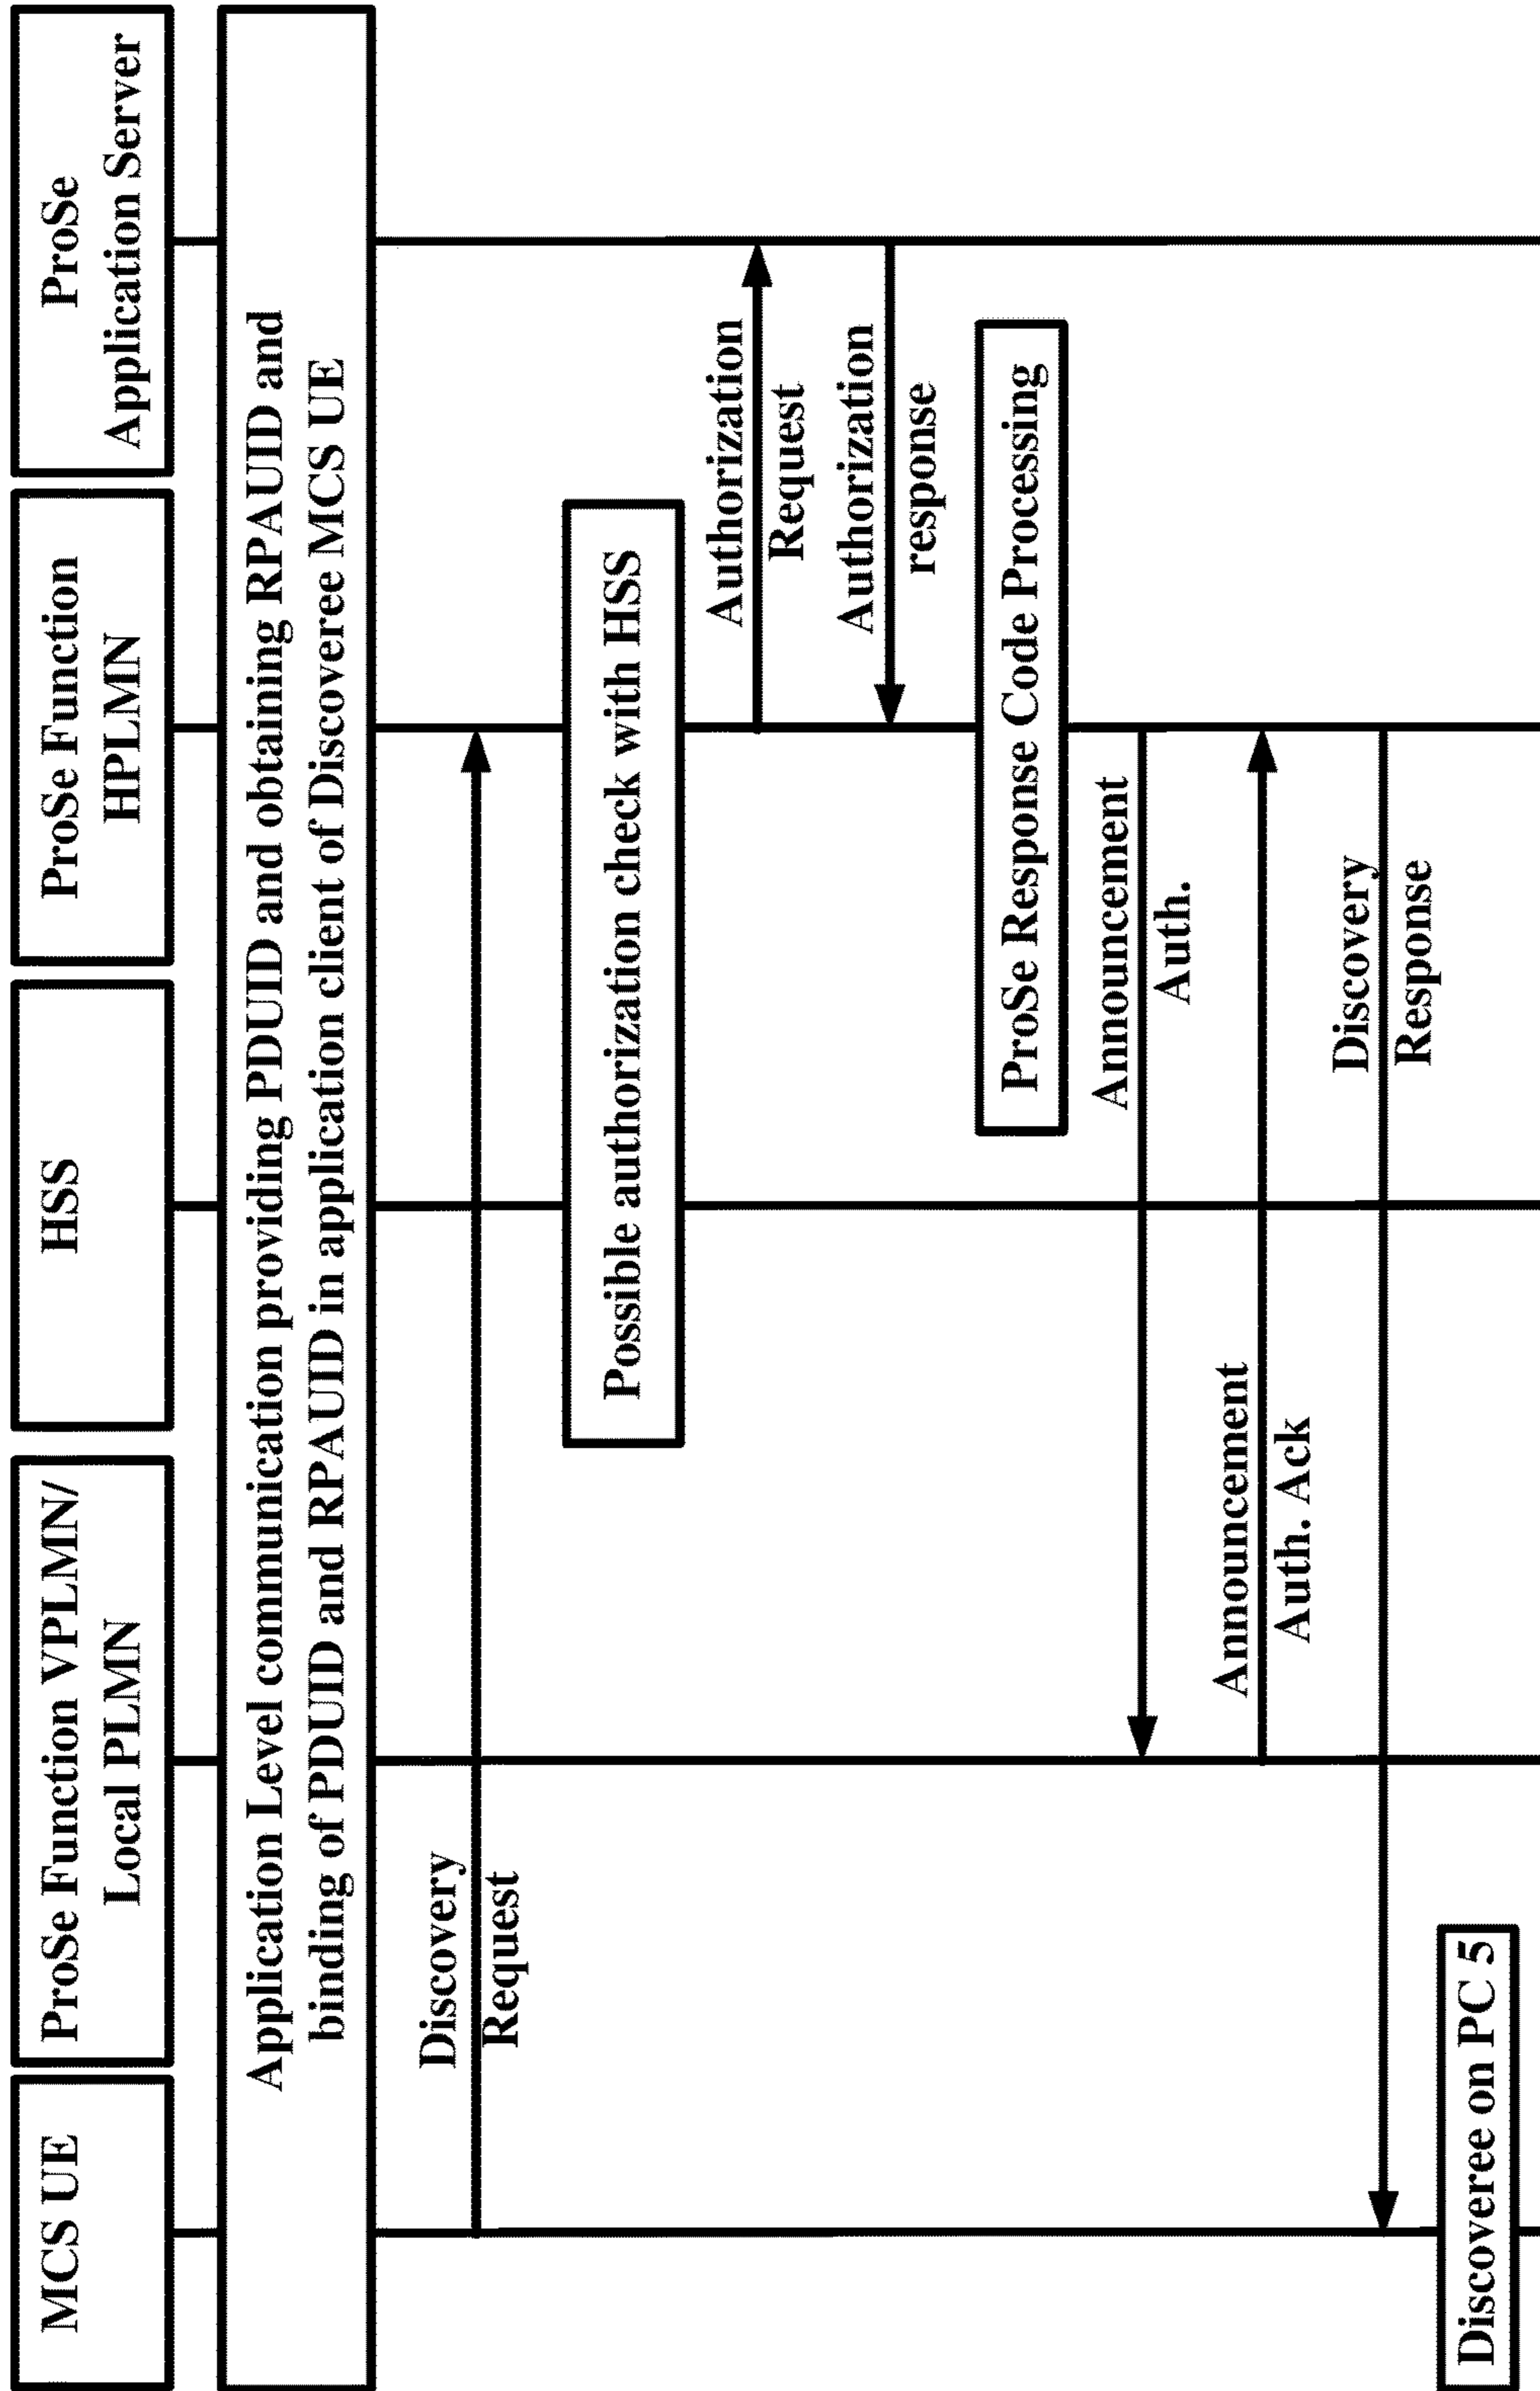 MCS UE
ProSe Function VPLMN/
Local PLMN
HSS
ProSe Function
HPLMN
ProSe
Application Server
Application Level communication providing PDUID and obtaining RPAUID and
binding of PDUID and RPAUID in application client of Discoveree MCS UE
Discovery
Request
Possible authorization check with HSS
Authorization
Request
Authorization
response
ProSe Response Code Processing
Announcement
Auth.
Announcement
Auth. Ack
Discovery
Response
Discoveree on PC 5